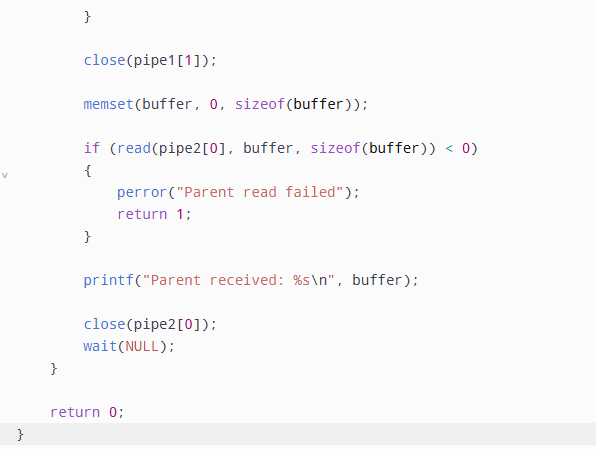 }
close(pipe1[1]);
memset(buffer, 0, sizeof(buffer));
if (read(pipe2[0], buffer, sizeof(buffer)) < 0)
{
perror("Parent read failed");
return 1;
}
printf("Parent received: %s\n", buffer);
close(pipe2[0]);
wait(NULL);
}
return 0;
}